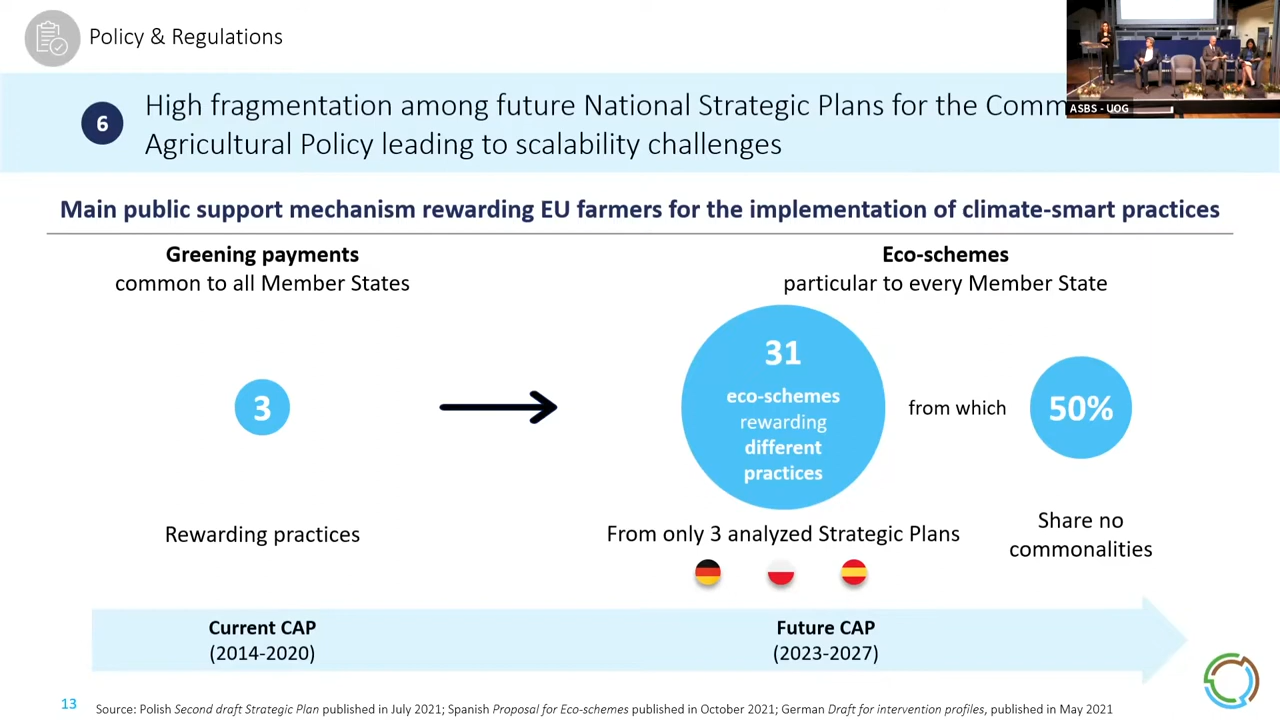 Policy & Regulations
ASBS - UOG
6
High fragmentation among future National Strategic Plans for the
Agricultural Policy leading to scalability challenges
Main public support mechanism rewarding EU farmers for the implementation of climate-smart practices
Greening payments
common to all Member States
Eco-schemes
particular to every Member State
3
Rewarding practices
31
eco-schemes
rewarding
different
practices
from which
50%
From only 3 analyzed Strategic Plans
Share no
commonalities
Current CAP
(2014-2020)
Future CAP
(2023-2027)
13
Source: Polish Second draft Strategic Plan published in July 2021; Spanish Proposal for Eco-schemes published in October 2021; German Draft for intervention profiles, published in May 2021